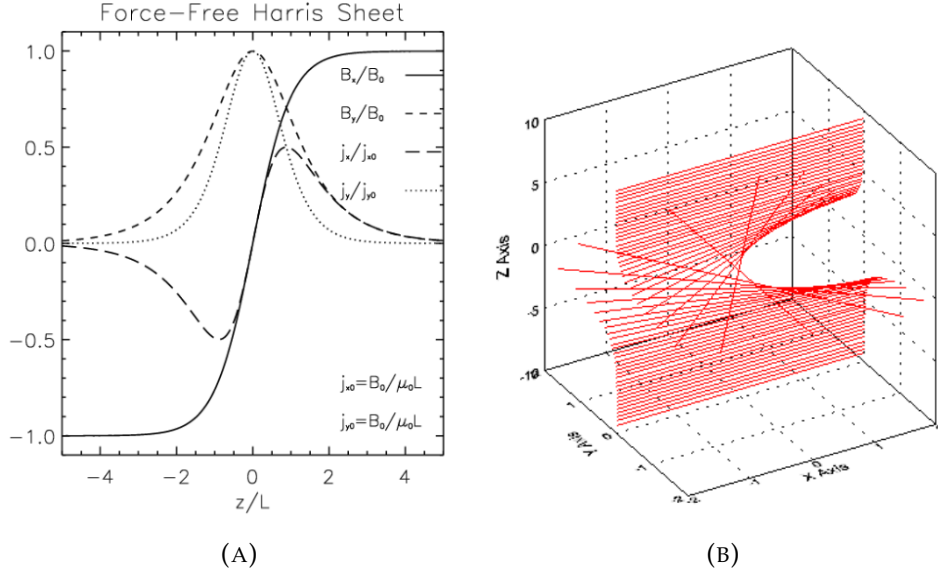 Force-Free Harris Sheet
1.0
0.5
0.0
-0.5
-1.0
Bx/B0
By/B0
jx/jx0
jy/jy0
jx0=B0/μ0L
jy0=B0/μ0L
-4
-2
0
2
4
z/L
10
5
0
-5
Z Axis
Y Axis
0
X Axis
0
(A)
(B)